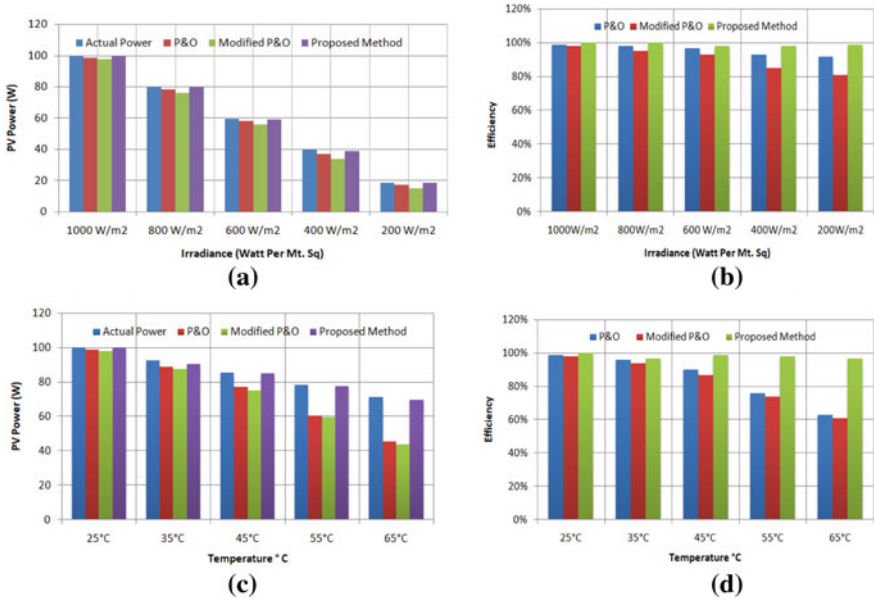 120
100
80
60
40
20
0
PV Power (W)
Actual Power P&O Modified P&O Proposed Method
1000 W/m2 800 W/m2 600 W/m2 400 W/m2 200 W/m2
Irradiance (Watt Per Mt. Sq)
(a)
120%
100%
80%
60%
40%
20%
0%
Efficiency
P&O Modified P&O Proposed Method
1000W/m2 800W/m2 600 W/m2 400W/m2 200W/m2
Irradiance (Watt Per Mt. Sq)
(b)
120
100
80
60
40
20
0
PV Power (W)
Actual Power P&O Modified P&O Proposed Method
25°C 35°C 45°C 55°C 65°C
Temperature ° C
(c)
120%
100%
80%
60%
40%
20%
0%
Efficiency
P&O Modified P&O Proposed Method
25°C 35°C 45°C 55°C 65°C
Temperature °C
(d)